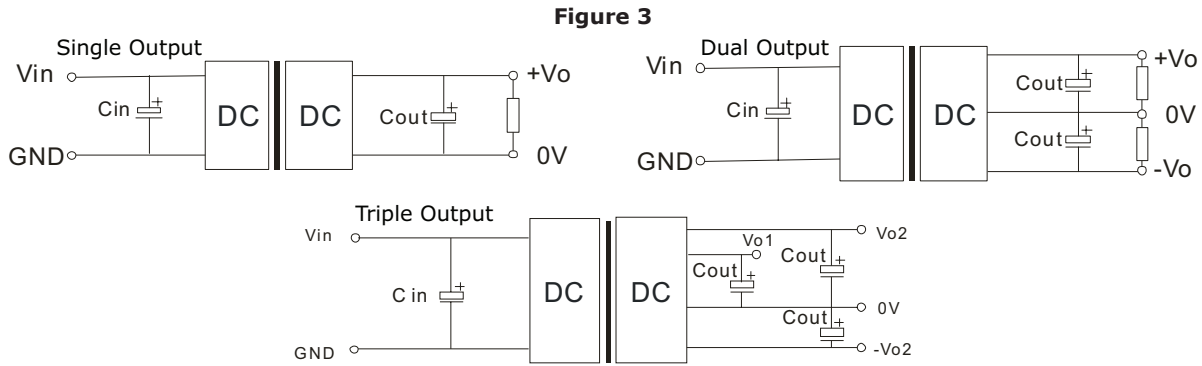 Figure 3
Single Output
Vin
Cin
+
DC
DC
Cout
+
+Vo
GND
0V
Dual Output
Vin
Cin
+
DC
DC
Cout
+
Cout
+
+Vo
0V
GND
-Vo
Triple Output
Vin
C in
+
DC
DC
Vo1
Cout
+
Cout
+
Cout
+
Vo2
0V
GND
-Vo2